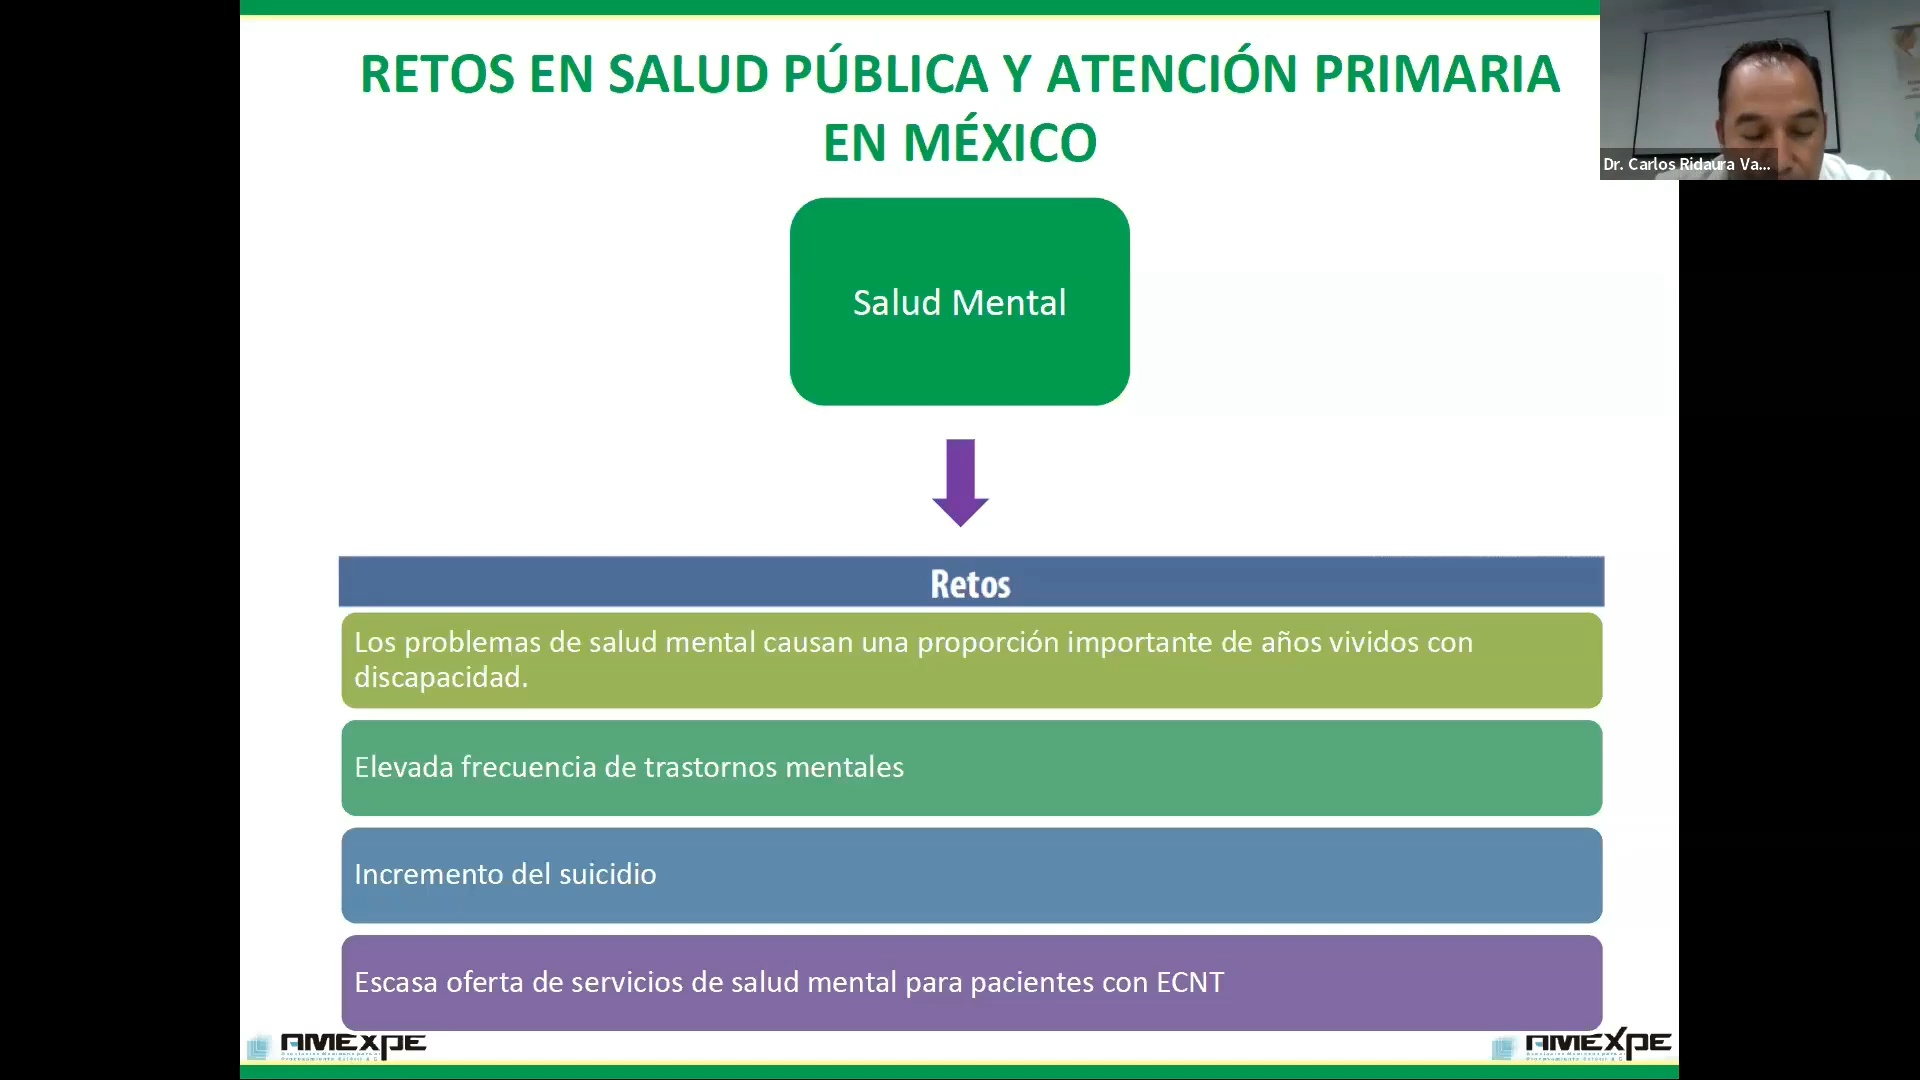 RETOS EN SALUD PÚBLICA Y ATENCIÓN PRIMARIA
EN MÉXICO
Dr. Carlos Ridaura Va...
Salud Mental
Retos
Los problemas de salud mental causan una proporción importante de años vividos con
discapacidad.
Elevada frecuencia de trastornos mentales
Incremento del suicidio
Escasa oferta de servicios de salud mental para pacientes con ECNT
AMEXPE
AMEXPE